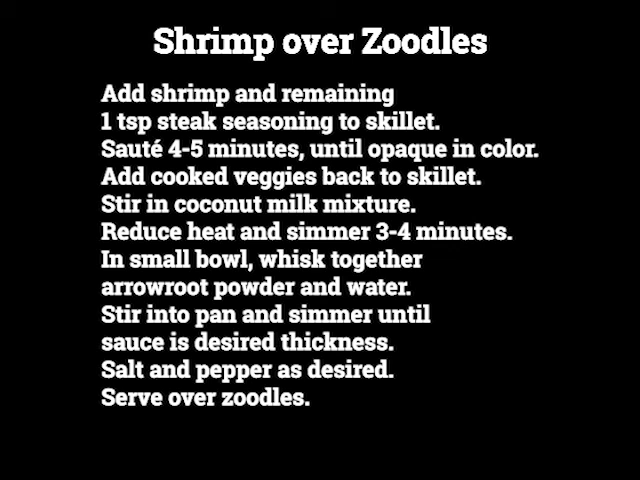 Shrimp over Zoodles
Add shrimp and remaining
1 tsp steak seasoning to skillet.
Sauté 4-5 minutes, until opaque in color.
Add cooked veggies back to skillet.
Stir in coconut milk mixture.
Reduce heat and simmer 3-4 minutes.
In small bowl, whisk together
arrowroot powder and water.
Stir into pan and simmer until
sauce is desired thickness.
Salt and pepper as desired.
Serve over zoodles.